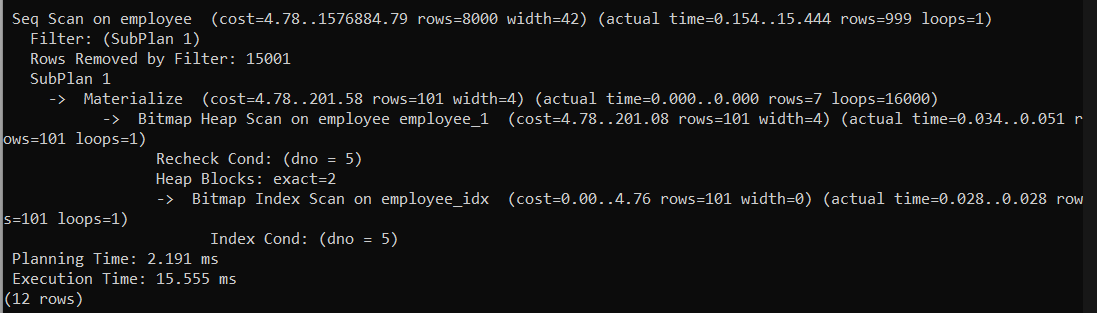 Seq Scan on employee  (cost=4.78..1576884.79 rows=8000 width=42) (actual time=0.154..15.444 rows=999 loops=1)
   Filter: (SubPlan 1)
   Rows Removed by Filter: 15001
   SubPlan 1
     ->  Materialize  (cost=4.78..201.58 rows=101 width=4) (actual time=0.000..0.000 rows=7 loops=16000)
           ->  Bitmap Heap Scan on employee employee_1  (cost=4.78..201.08 rows=101 width=4) (actual time=0.034..0.051 r
ows=101 loops=1)
                 Recheck Cond: (dno = 5)
                 Heap Blocks: exact=2
                 ->  Bitmap Index Scan on employee_idx  (cost=0.00..4.76 rows=101 width=0) (actual time=0.028..0.028 row
s=101 loops=1)
                       Index Cond: (dno = 5)
 Planning Time: 2.191 ms
 Execution Time: 15.555 ms
(12 rows)